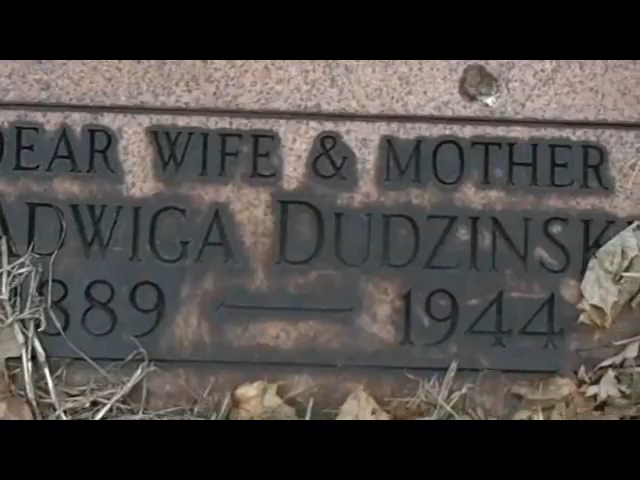 DEAR WIFE & MOTHER
ADWIGA DUDZINSK
889 — 1944